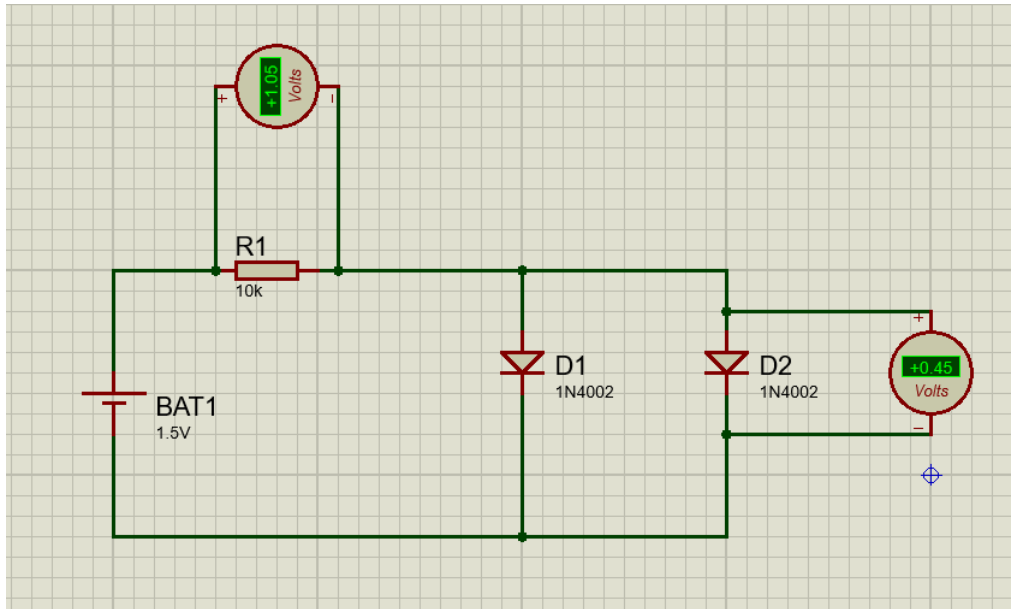 +1.05
Volts
+
−
R1
10k
BAT1
1.5V
D1
1N4002
D2
1N4002
+
+0.45
Volts
−